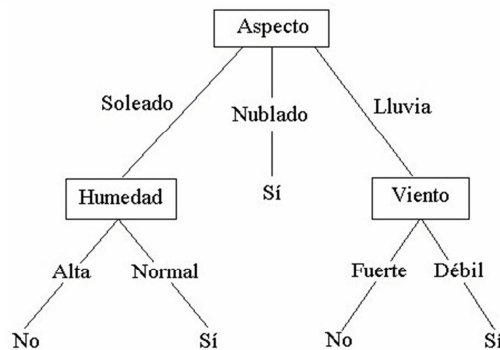 Aspecto
Soleado
Nublado
Lluvia
Humedad
Sí
Viento
Alta
Normal
Fuerte
Débil
No
Sí
No
Sí